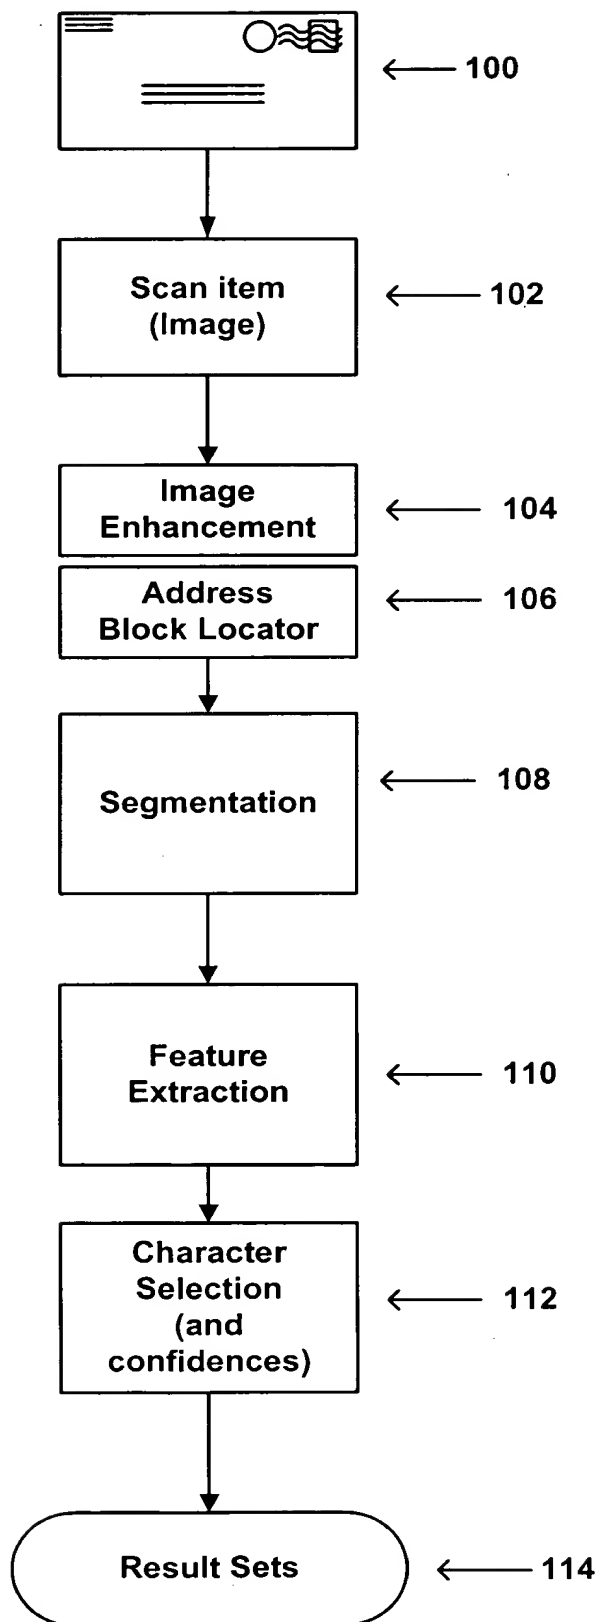 100
Scan item
(Image)
102
Image
Enhancement
104
Address
Block Locator
106
Segmentation
108
Feature
Extraction
110
Character
Selection
(and
confidences)
112
Result Sets
114